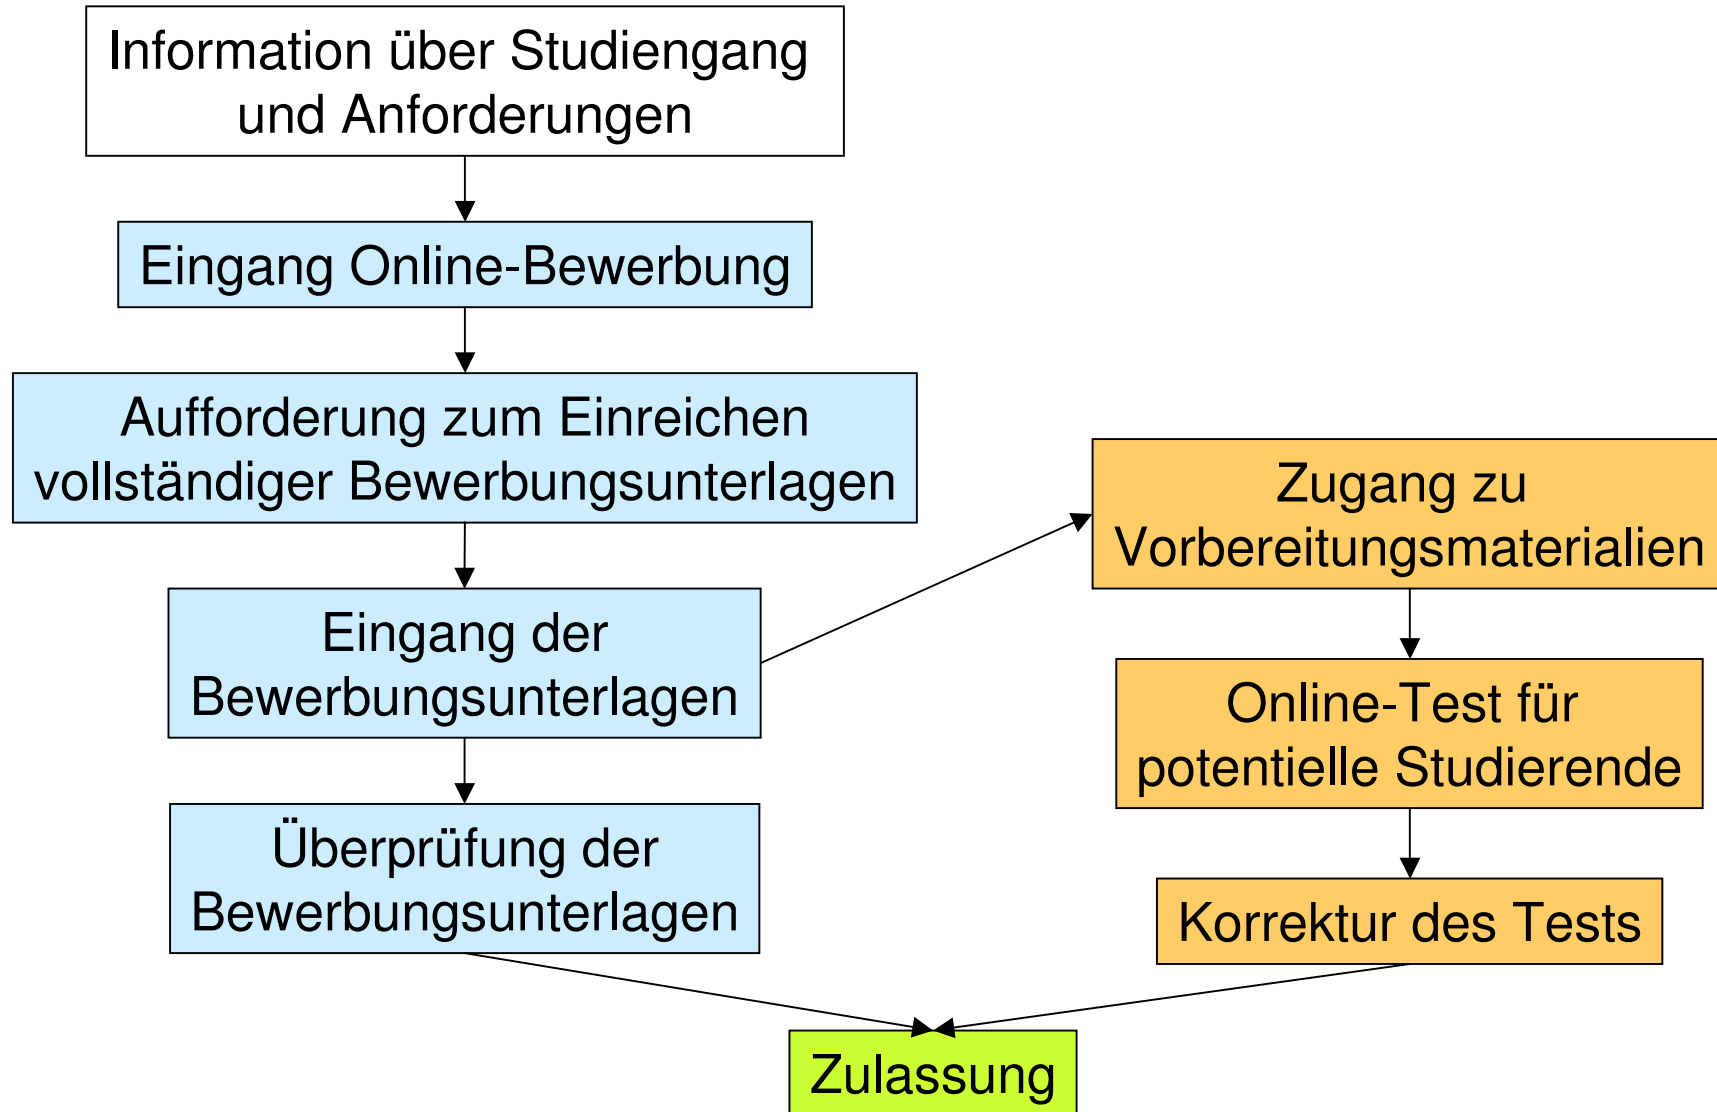 Information über Studiengang
und Anforderungen
Eingang Online-Bewerbung
Aufforderung zum Einreichen
vollständiger Bewerbungsunterlagen
Eingang der
Bewerbungsunterlagen
Überprüfung der
Bewerbungsunterlagen
Zugang zu
Vorbereitungsmaterialien
Online-Test für
potentielle Studierende
Korrektur des Tests
Zulassung